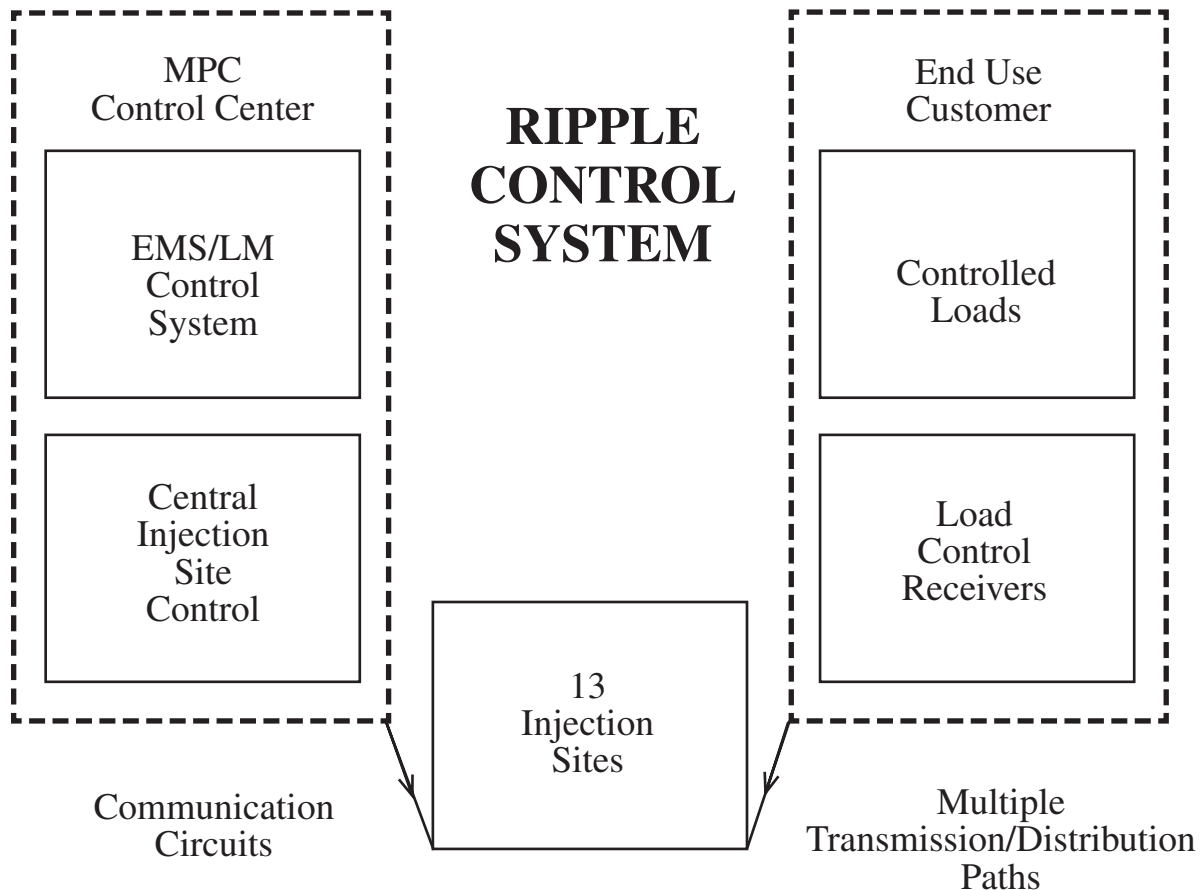 MPC
Control Center
EMS/LM
Control
System
Central
Injection
Site
Control
RIPPLE
CONTROL
SYSTEM
End Use
Customer
Controlled
Loads
Load
Control
Receivers
13
Injection
Sites
Communication
Circuits
Multiple
Transmission/Distribution
Paths